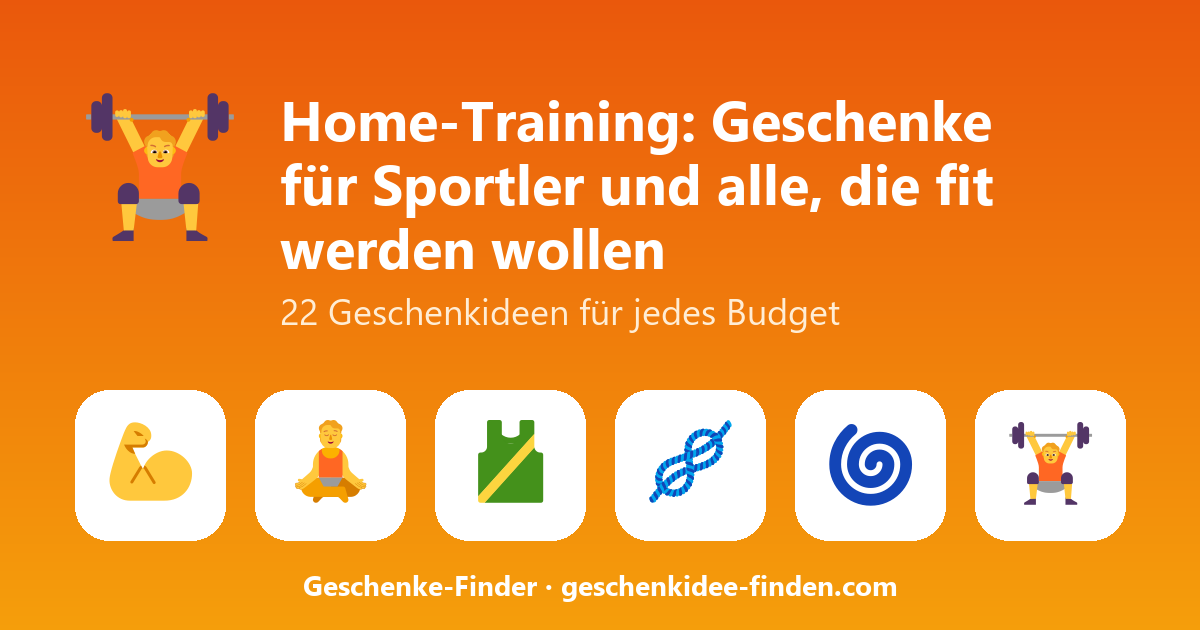 Home-Training: Geschenke
für Sportler und alle, die fit
werden wollen
22 Geschenkideen für jedes Budget
Geschenke-Finder · geschenkidee-finden.com